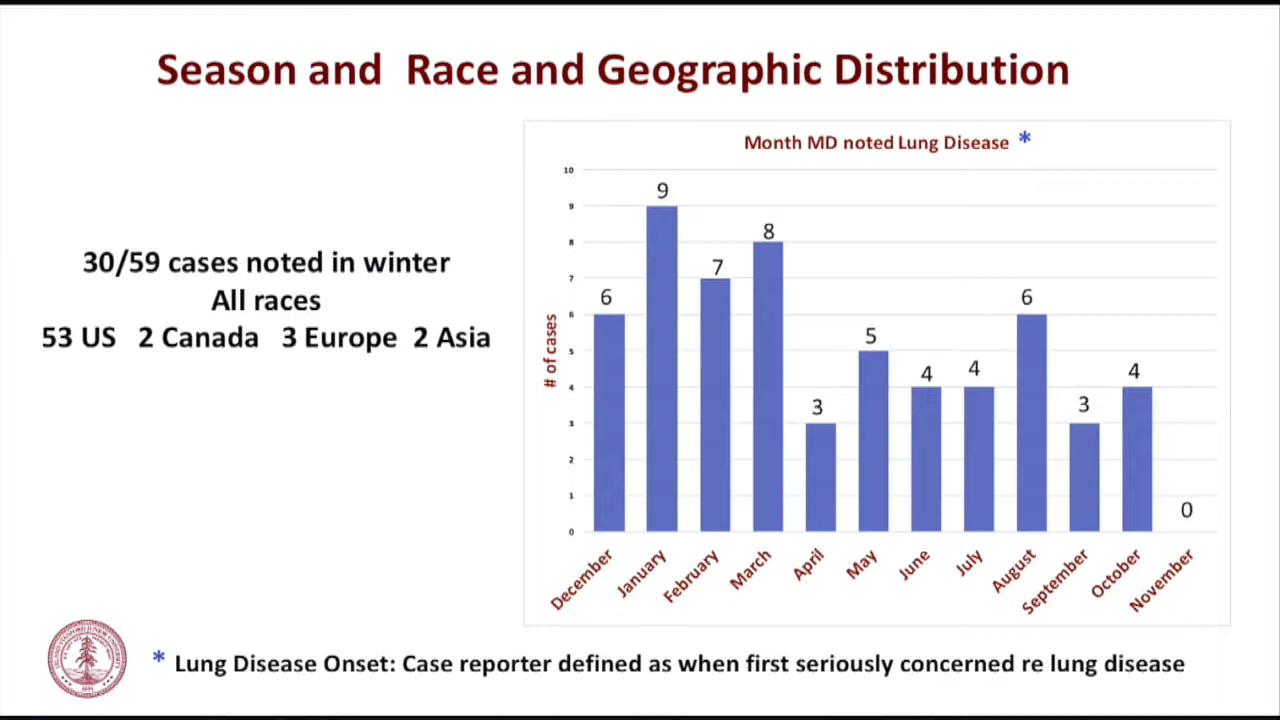 Season and Race and Geographic Distribution
30/59 cases noted in winter
All races
53 US 2 Canada 3 Europe 2 Asia
Month MD noted Lung Disease *
# of cases
10
9
8
7
6
5
4
3
2
1
0
6
9
7
8
3
5
4
4
6
3
4
0
December
January
February
March
April
May
June
July
August
September
October
November
* Lung Disease Onset: Case reporter defined as when first seriously concerned re lung disease